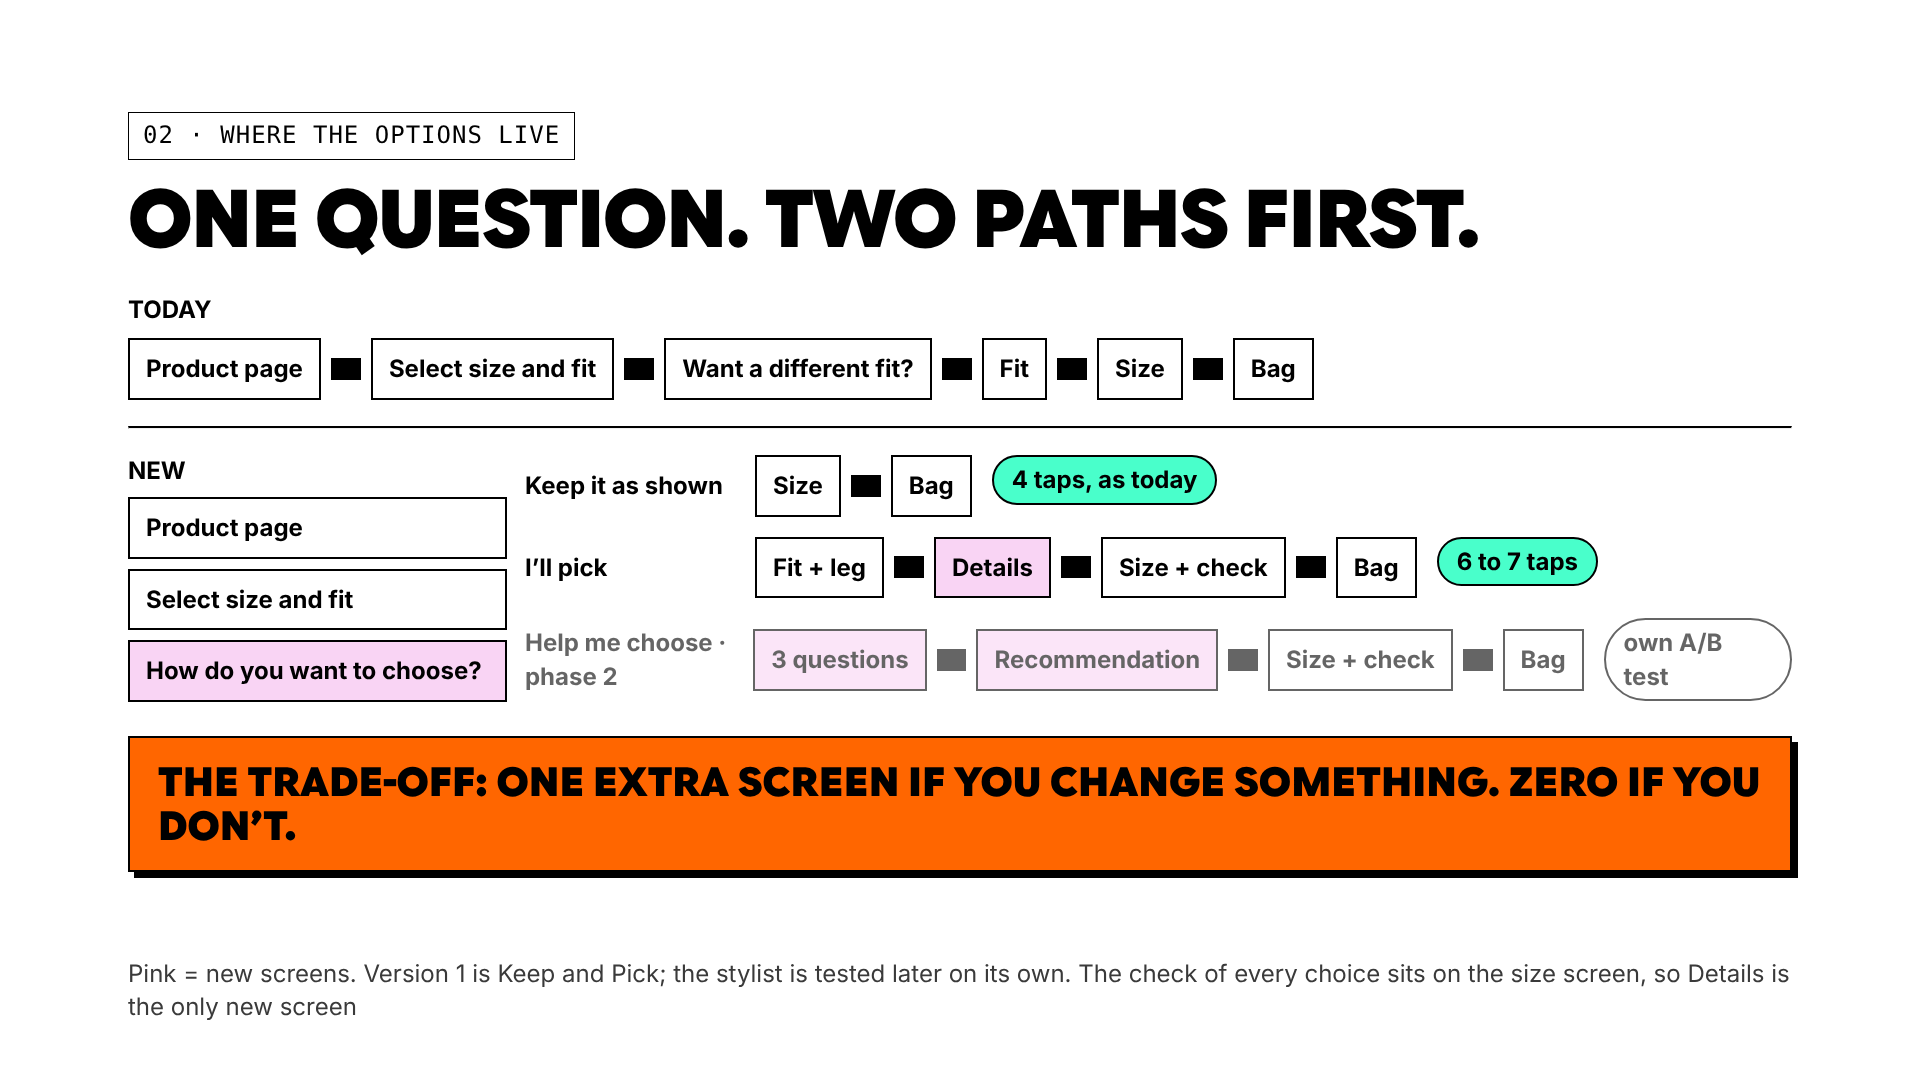 02 · WHERE THE OPTIONS LIVE
ONE QUESTION. TWO PATHS FIRST.
TODAY
Product page
Select size and fit
Want a different fit?
Fit
Size
Bag
NEW
Product page
Select size and fit
How do you want to choose?
Keep it as shown
Size
Bag
4 taps, as today
I’ll pick
Fit + leg
Details
Size + check
Bag
6 to 7 taps
Help me choose ·
phase 2
3 questions
Recommendation
Size + check
Bag
own A/B
test
THE TRADE-OFF: ONE EXTRA SCREEN IF YOU CHANGE SOMETHING. ZERO IF YOU
DON’T.
Pink = new screens. Version 1 is Keep and Pick; the stylist is tested later on its own. The check of every choice sits on the size screen, so Details is
the only new screen